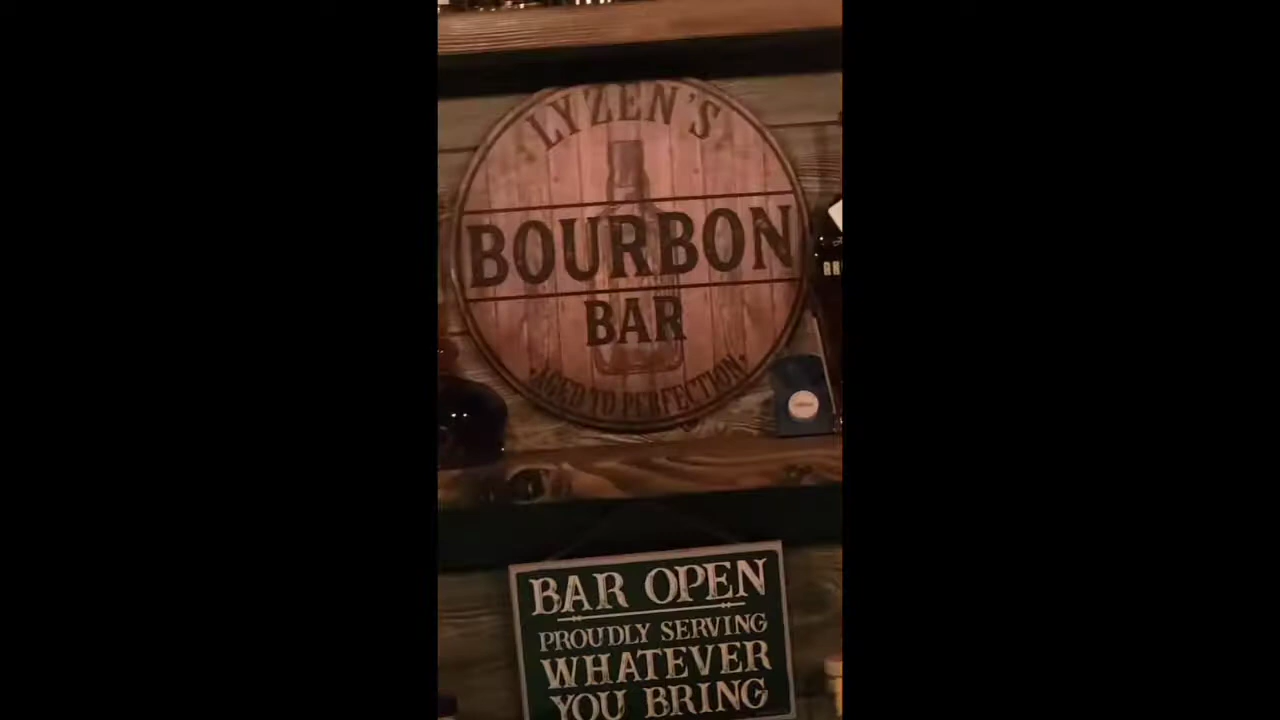 LYZEN'S
BOURBON
BAR
AGED TO PERFECTION
BAR OPEN
PROUDLY SERVING
WHATEVER
YOU BRING